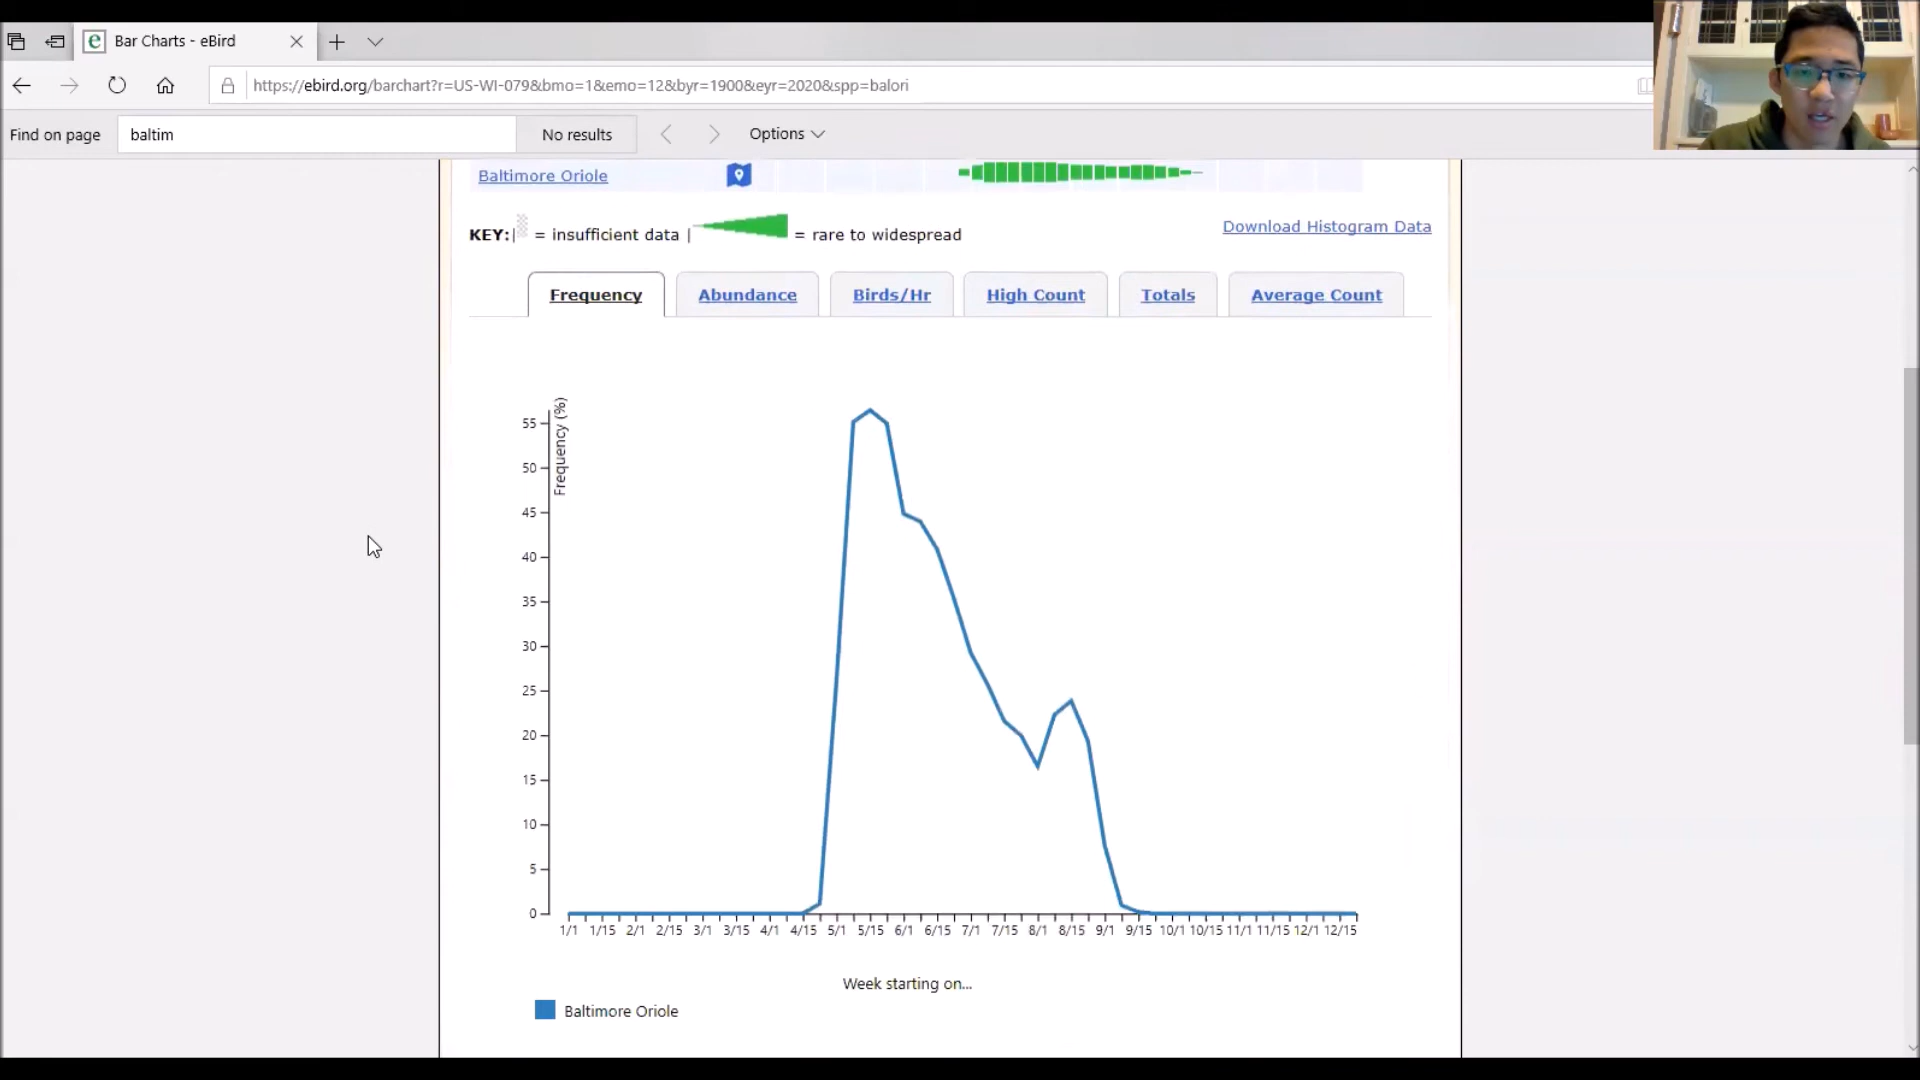 Bar Charts - eBird
https://ebird.org/barchart?r=US-WI-079&bmo=1&emo=12&byr=1900&eyr=2020&spp=balori
Find on page baltim No results Options
Baltimore Oriole
KEY:| = insufficient data | = rare to widespread
Download Histogram Data
Frequency Abundance Birds/Hr High Count Totals Average Count
Frequency (%)
55
50
45
40
35
30
25
20
15
10
5
0
1/1 1/15 2/1 2/15 3/1 3/15 4/1 4/15 5/1 5/15 6/1 6/15 7/1 7/15 8/1 8/15 9/1 9/15 10/1 10/15 11/1 11/15 12/1 12/15
Week starting on...
Baltimore Oriole